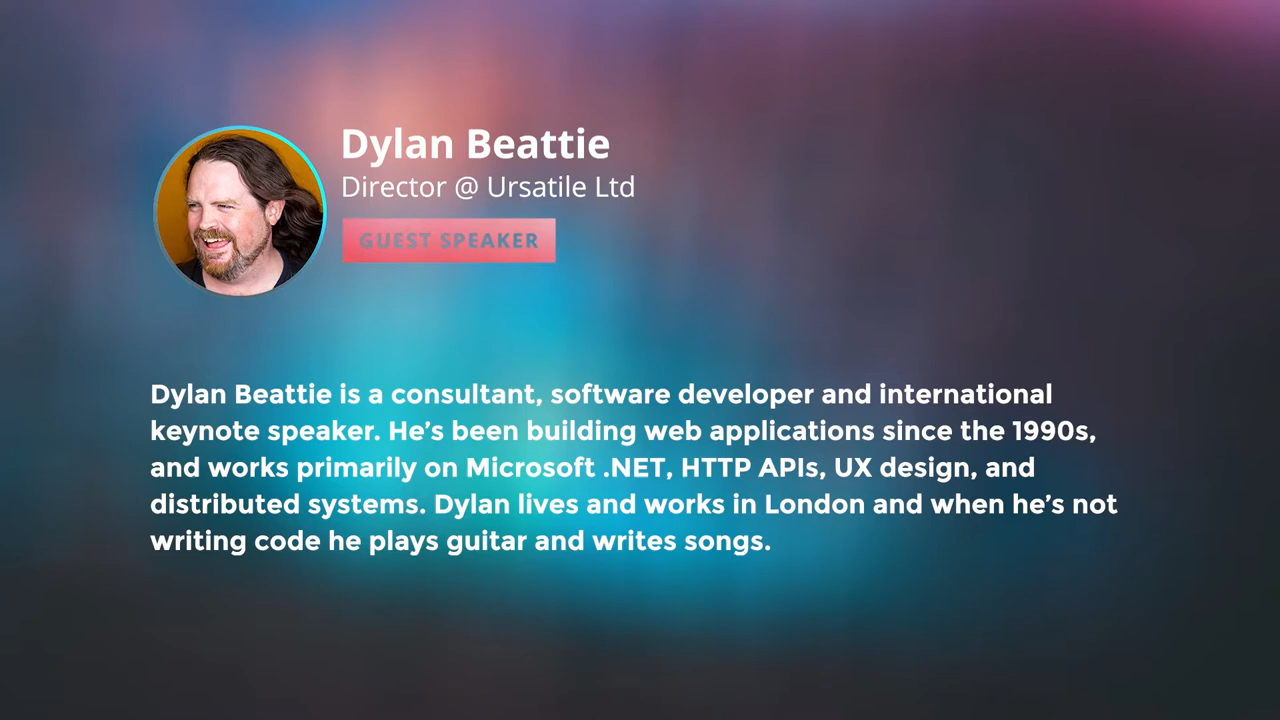 Dylan Beattie
Director @ Ursatile Ltd
GUEST SPEAKER
Dylan Beattie is a consultant, software developer and international
keynote speaker. He’s been building web applications since the 1990s,
and works primarily on Microsoft .NET, HTTP APIs, UX design, and
distributed systems. Dylan lives and works in London and when he’s not
writing code he plays guitar and writes songs.